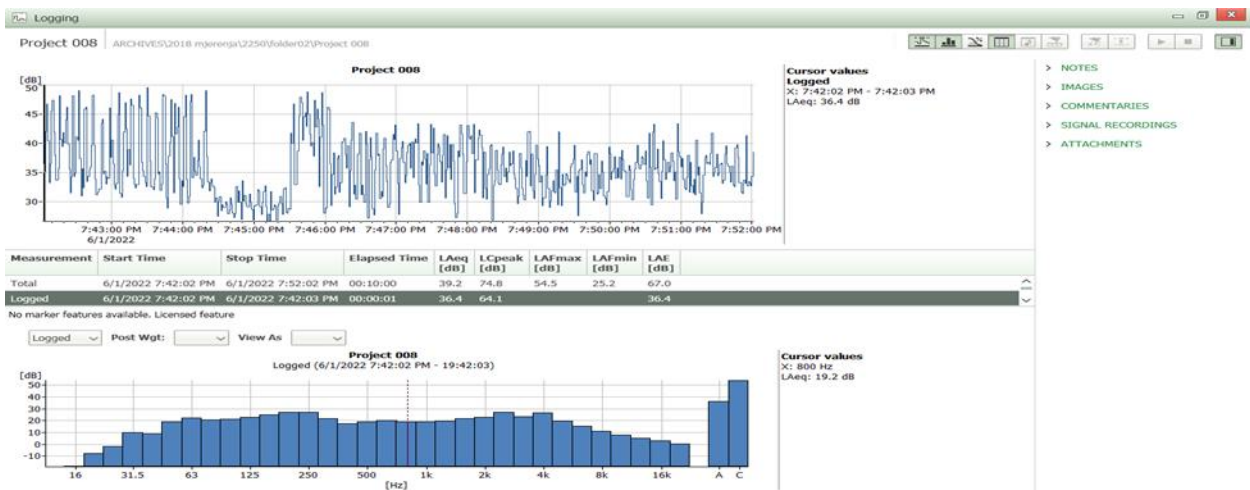 Logging
Project 008 ARCHIVES\2018 mjerenja\2250\folder02\Project 008
Project 008
[dB]
50
45
40
35
30
7:43:00 PM 7:44:00 PM 7:45:00 PM 7:46:00 PM 7:47:00 PM 7:48:00 PM 7:49:00 PM 7:50:00 PM 7:51:00 PM 7:52:00 PM
6/1/2022
Cursor values
Logged
X: 7:42:02 PM - 7:42:03 PM
LAeq: 36.4 dB
> NOTES
> IMAGES
> COMMENTARIES
> SIGNAL RECORDINGS
> ATTACHMENTS
Measurement Start Time Stop Time Elapsed Time LAeq [dB] LCpeak [dB] LAFmax [dB] LAFmin [dB] LAE [dB]
Total 6/1/2022 7:42:02 PM 6/1/2022 7:52:02 PM 00:10:00 39.2 74.8 54.5 25.2 67.0
Logged 6/1/2022 7:42:02 PM 6/1/2022 7:42:03 PM 00:00:01 36.4 64.1 36.4
No marker features available. Licensed feature
Logged Post Wgt: View As
Project 008
Logged (6/1/2022 7:42:02 PM - 19:42:03)
[dB]
50
40
30
20
10
0
-10
16 31.5 63 125 250 500 1k 2k 4k 8k 16k A C
[Hz]
Cursor values
X: 800 Hz
LAeq: 19.2 dB